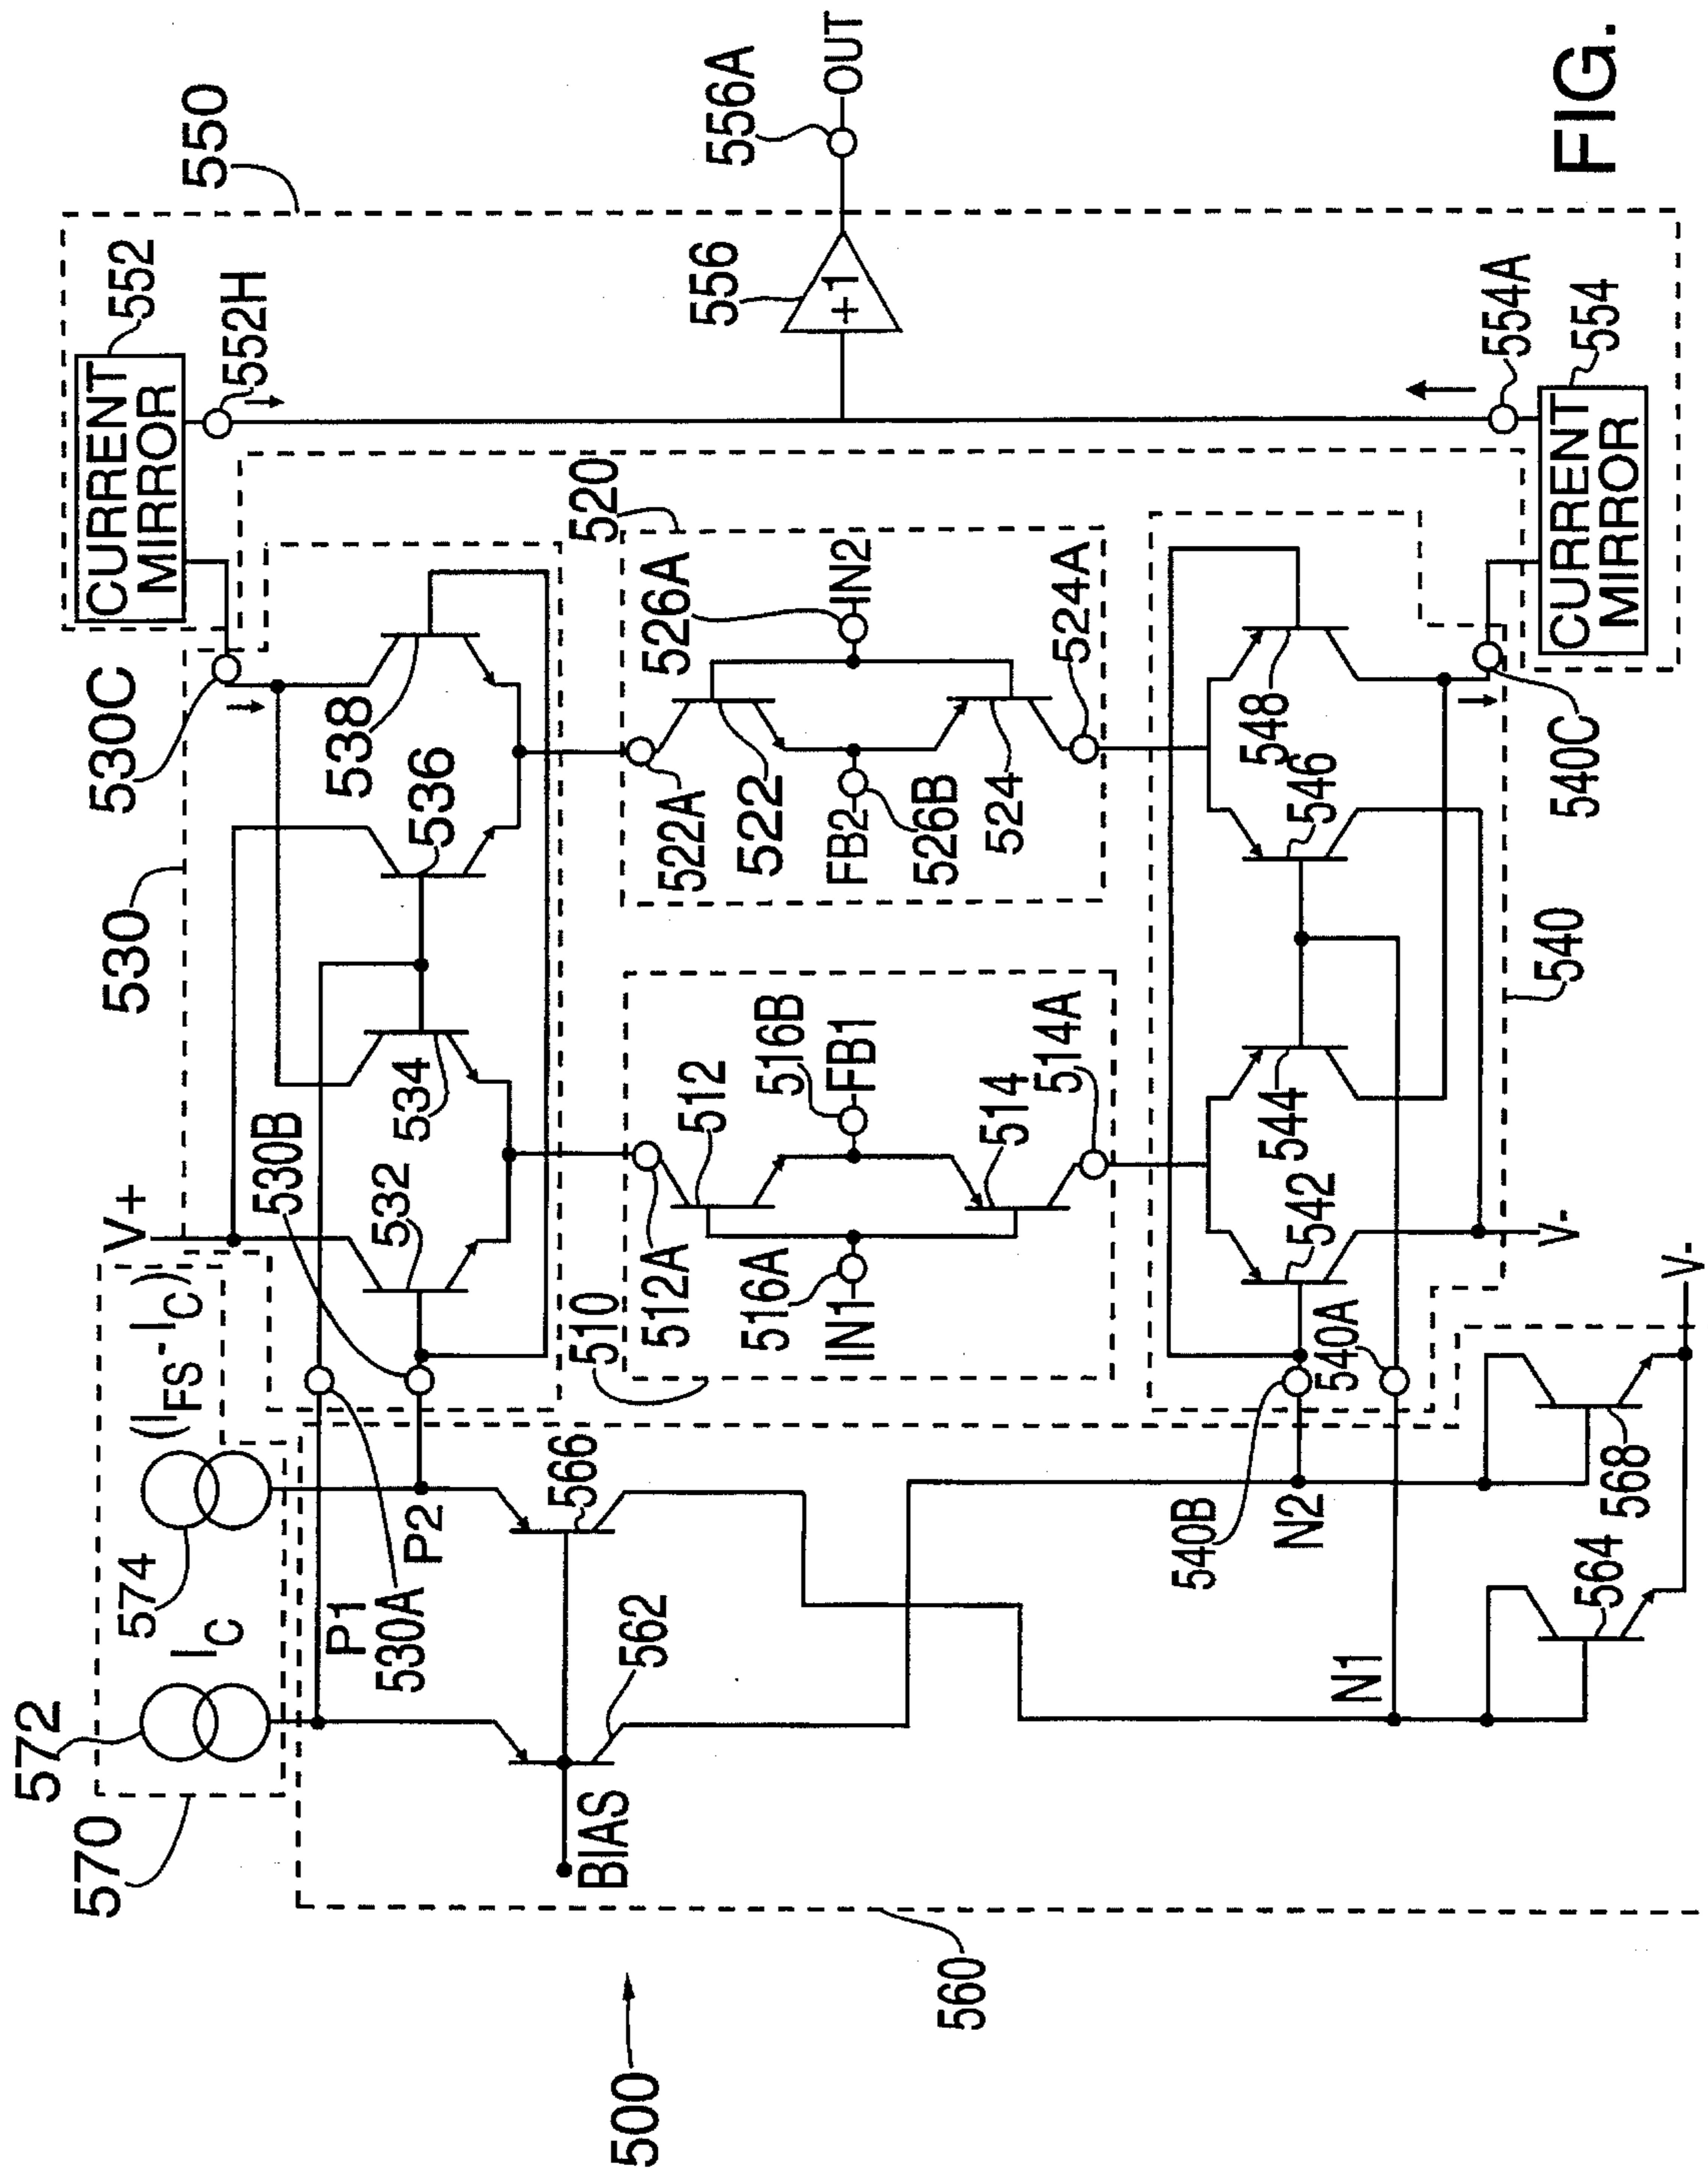 FIG.
500
570
572
574
I_C
(I_FS - I_C)
V+
530
530C
CURRENT
MIRROR
552
552H
550
P1
530A
P2
530B
532
534
536
538
BIAS
562
566
510
512A
512
516A
IN1
516B
FB1
514
514A
520
522A
522
526A
IN2
FB2
526B
524
524A
556
+1
556A
OUT
540B
N2
540A
N1
542
544
546
548
540C
540
V-
554A
CURRENT
MIRROR
554
564
568
V-
560